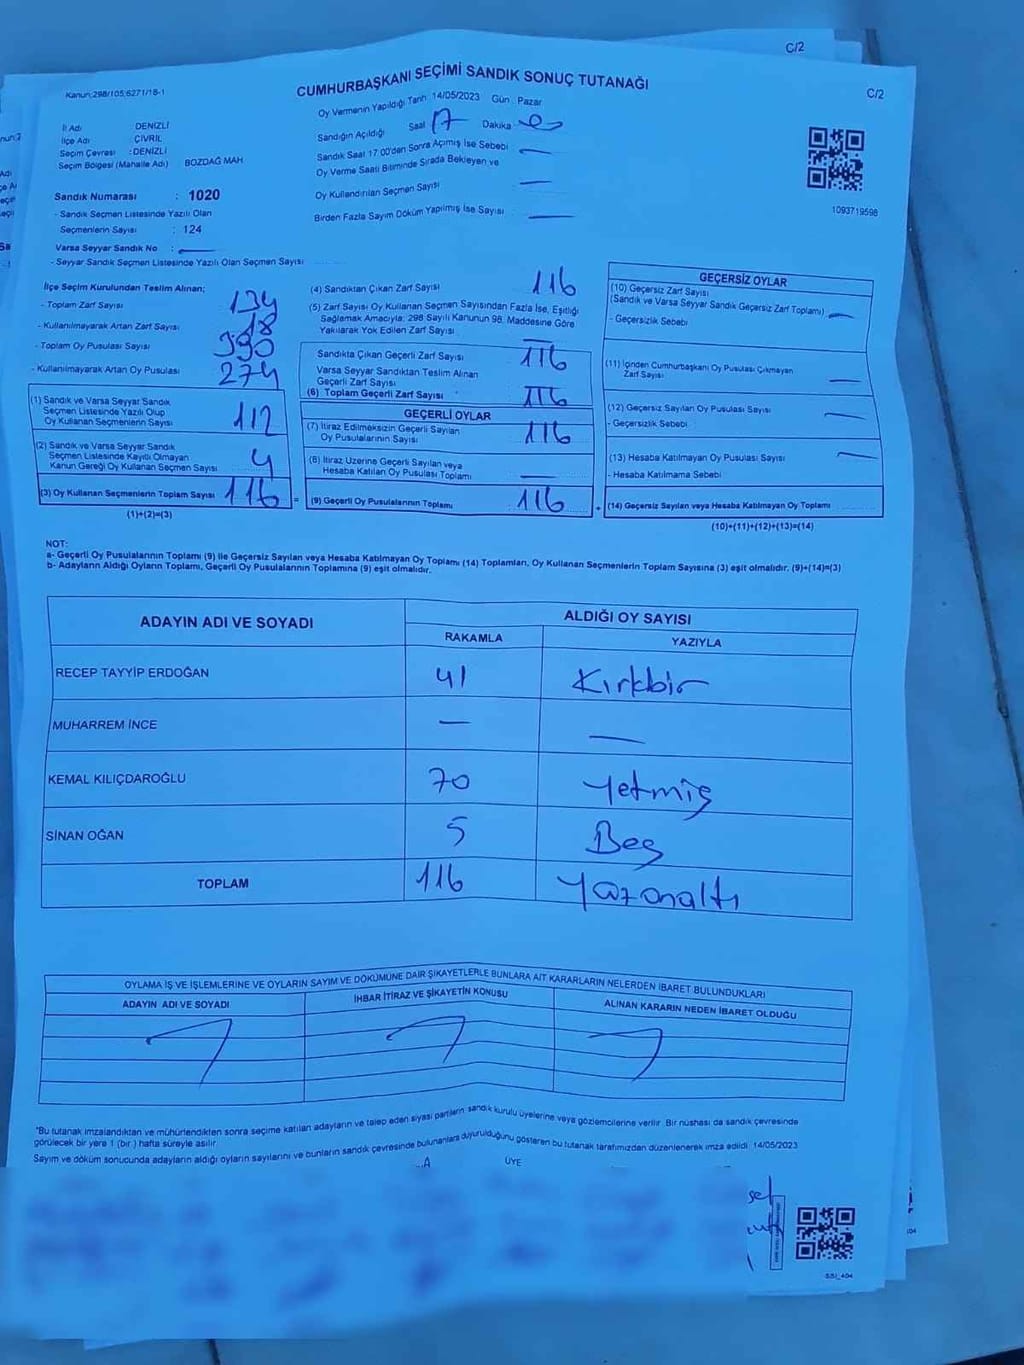 C/2
Kanun:298/105;6271/18-1
CUMHURBAŞKANI SEÇİMİ SANDIK SONUÇ TUTANAĞI
C/2
Oy Vermenin Yapıldığı Tarih 14/05/2023 Gün : Pazar
İl Adı DENİZLİ
İlçe Adı ÇİVRİL
Seçim Çevresi : DENİZLİ
Seçim Bölgesi (Mahalle Adı) BOZDAĞ MAH
Sandığın Açıldığı Saat 17 Dakika
Sandık Saat 17.00'den Sonra Açımış İse Sebebi
Oy Verme Saati Bitiminde Sırada Bekleyen ve
Oy Kullandırılan Seçmen Sayısı
Birden Fazla Sayım Döküm Yapılmış İse Sayısı
1093719598
Sandık Numarası : 1020
- Sandık Seçmen Listesinde Yazılı Olan
Seçmenlerin Sayısı : 124
Varsa Seyyar Sandık No :
- Seyyar Sandık Seçmen Listesinde Yazılı Olan Seçmen Sayısı
İlçe Seçim Kurulundan Teslim Alınan;
- Toplam Zarf Sayısı 134
- Kullanılmayarak Artan Zarf Sayısı 18
- Toplam Oy Pusulası Sayısı 390
- Kullanılmayarak Artan Oy Pusulası 274
(1) Sandık ve Varsa Seyyar Sandık
Seçmen Listesinde Yazılı Olup
Oy Kullanan Seçmenlerin Sayısı 112
(2) Sandık ve Varsa Seyyar Sandık
Seçmen Listesinde Kayıtlı Olmayan
Kanun Gereği Oy Kullanan Seçmen Sayısı 4
(3) Oy Kullanan Seçmenlerin Toplam Sayısı 116 =
(1)+(2)=(3)
(4) Sandıktan Çıkan Zarf Sayısı 116
(5) Zarf Sayısı Oy Kullanan Seçmen Sayısından Fazla İse, Eşitliği
Sağlamak Amacıyla; 298 Sayılı Kanunun 98. Maddesine Göre
Yakılarak Yok Edilen Zarf Sayısı
Sandıkta Çıkan Geçerli Zarf Sayısı 116
Varsa Seyyar Sandıktan Teslim Alınan
Geçerli Zarf Sayısı
(6) Toplam Geçerli Zarf Sayısı 116
GEÇERLİ OYLAR
(7) İtiraz Edilmeksizin Geçerli Sayılan
Oy Pusulalarının Sayısı 116
(8) İtiraz Üzerine Geçerli Sayılan veya
Hesaba Katılan Oy Pusulası Toplamı
(9) Geçerli Oy Pusulalarının Toplamı 116 +
GEÇERSİZ OYLAR
(10) Geçersiz Zarf Sayısı
(Sandık ve Varsa Seyyar Sandık Geçersiz Zarf Toplamı)
- Geçersizlik Sebebi
(11) İçinden Cumhurbaşkanı Oy Pusulası Çıkmayan
Zarf Sayısı
(12) Geçersiz Sayılan Oy Pusulası Sayısı
- Geçersizlik Sebebi
(13) Hesaba Katılmayan Oy Pusulası Sayısı
- Hesaba Katılmama Sebebi
(14) Geçersiz Sayılan veya Hesaba Katılmayan Oy Toplamı
(10)+(11)+(12)+(13)=(14)
NOT:
a- Geçerli Oy Pusulalarının Toplamı (9) ile Geçersiz Sayılan veya Hesaba Katılmayan Oy Toplamı (14) Toplamları, Oy Kullanan Seçmenlerin Toplam Sayısına (3) eşit olmalıdır. (9)+(14)=(3)
b- Adayların Aldığı Oyların Toplamı, Geçerli Oy Pusulalarının Toplamına (9) eşit olmalıdır.
ADAYIN ADI VE SOYADI ALDIĞI OY SAYISI
RAKAMLA YAZIYLA
RECEP TAYYİP ERDOĞAN 41 Kırkbir
MUHARREM İNCE — —
KEMAL KILIÇDAROĞLU 70 Yetmiş
SİNAN OĞAN 5 Beş
TOPLAM 116 Yüzonaltı
OYLAMA İŞ VE İŞLEMLERİNE VE OYLARIN SAYIM VE DÖKÜMÜNE DAİR ŞİKAYETLERLE BUNLARA AİT KARARLARIN NELERDEN İBARET BULUNDUKLARI
ADAYIN ADI VE SOYADI İHBAR İTİRAZ VE ŞİKAYETİN KONUSU ALINAN KARARIN NEDEN İBARET OLDUĞU
*Bu tutanak imzalandıktan ve mühürlendikten sonra seçime katılan adayların ve talep eden siyasi partilerin sandık kurulu üyelerine veya gözlemcilerine verilir. Bir nüshası da sandık çevresinde
görülecek bir yere 1 (bir) hafta süreyle asılır.
Sayım ve döküm sonucunda adayların aldığı oyların sayılarını ve bunların sandık çevresinde bulunanlara duyurulduğunu gösteren bu tutanak tarafımızdan düzenlenerek imza edildi. 14/05/2023
ÜYE